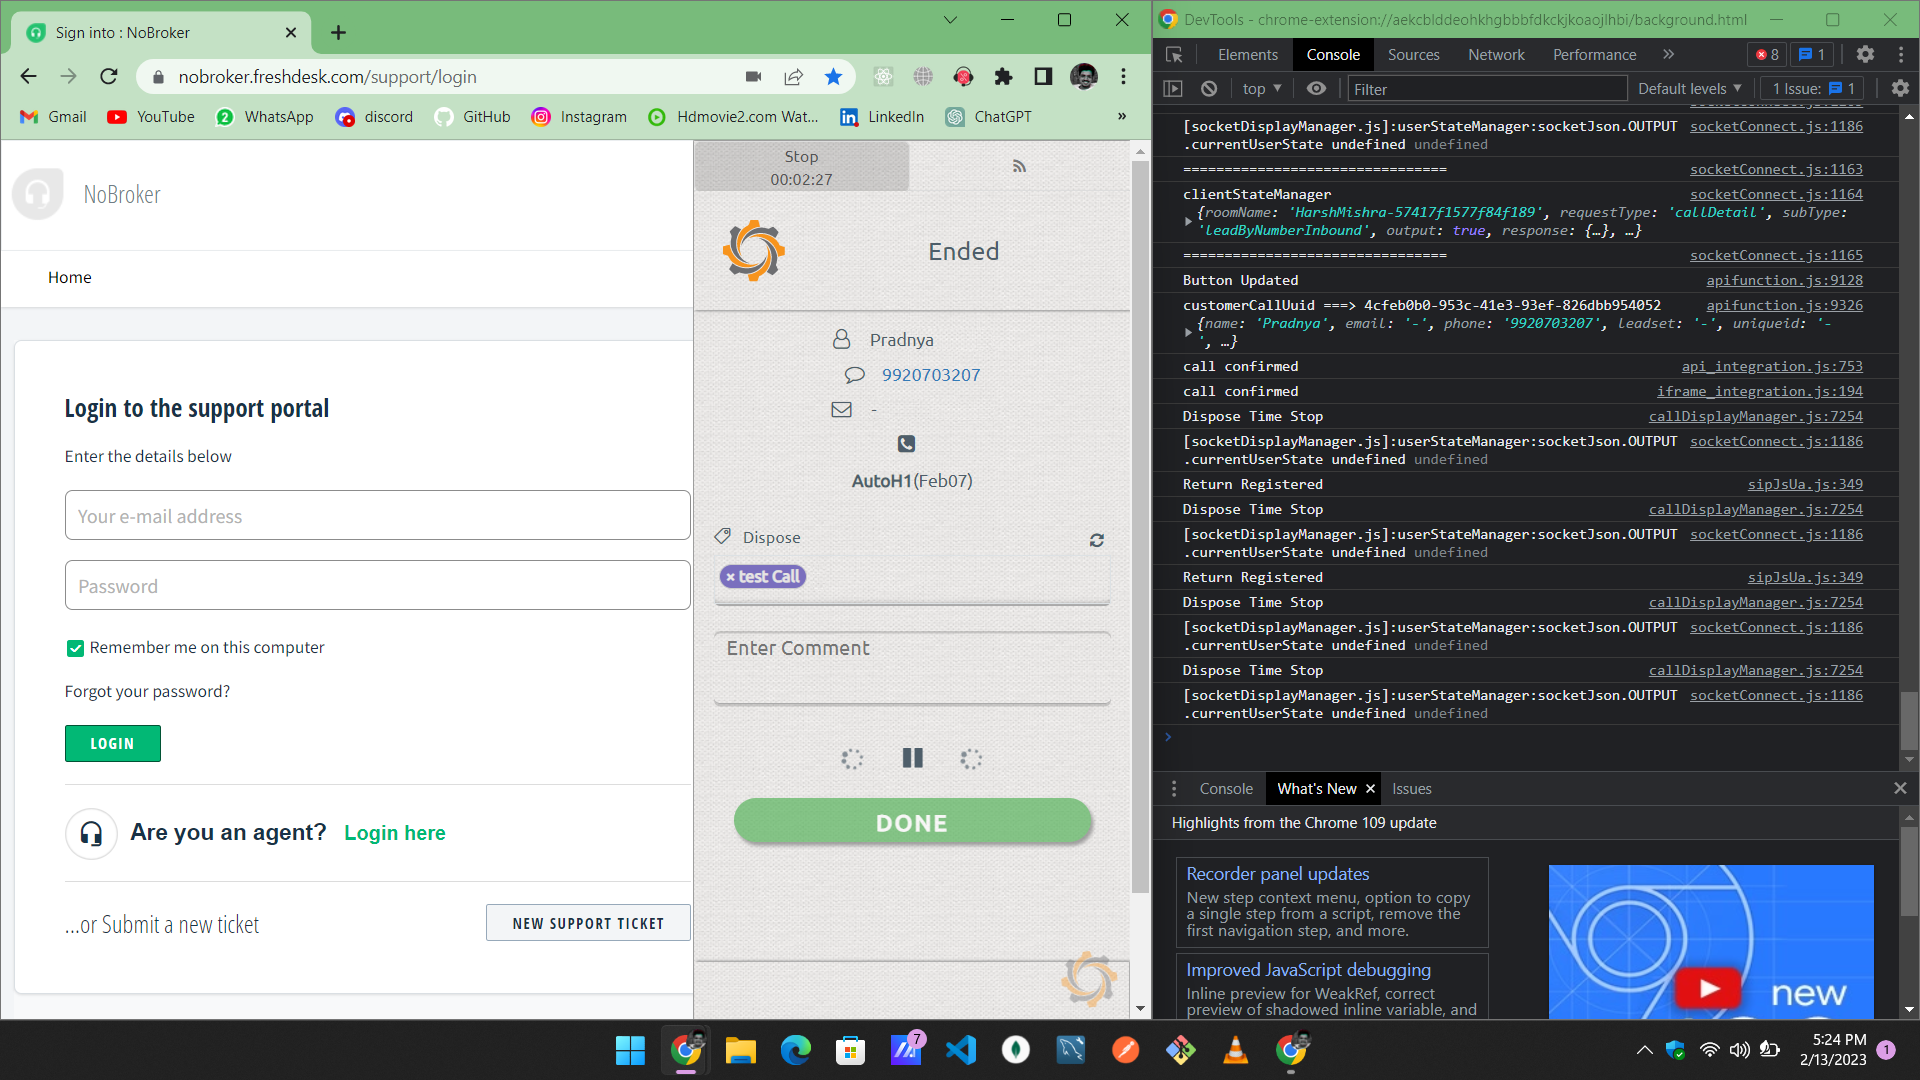 Sign into : NoBroker
nobroker.freshdesk.com/support/login
Gmail
YouTube
WhatsApp
discord
GitHub
Instagram
Hdmovie2.com Wat...
LinkedIn
ChatGPT
»
NoBroker
Home
Login to the support portal
Enter the details below
Your e-mail address
Password
Remember me on this computer
Forgot your password?
LOGIN
Are you an agent? Login here
...or Submit a new ticket
NEW SUPPORT TICKET
Stop
00:02:27
Ended
Pradnya
9920703207
-
AutoH1(Feb07)
Dispose
× test Call
Enter Comment
DONE
DevTools - chrome-extension://aekcblddeohkhgbbbfdkckjkoaojlhbi/background.html
Elements
Console
Sources
Network
Performance
»
8
1
top
Filter
Default levels
1 Issue: 1
[socketDisplayManager.js]:userStateManager:socketJson.OUTPUT socketConnect.js:1186
.currentUserState undefined undefined
================================ socketConnect.js:1163
clientStateManager socketConnect.js:1164
{roomName: 'HarshMishra-57417f1577f84f189', requestType: 'callDetail', subType:
'leadByNumberInbound', output: true, response: {…}, …}
================================ socketConnect.js:1165
Button Updated apifunction.js:9128
customerCallUuid ===> 4cfeb0b0-953c-41e3-93ef-826dbb954052 apifunction.js:9326
{name: 'Pradnya', email: '-', phone: '9920703207', leadset: '-', uniqueid: '-
', …}
call confirmed api_integration.js:753
call confirmed iframe_integration.js:194
Dispose Time Stop callDisplayManager.js:7254
[socketDisplayManager.js]:userStateManager:socketJson.OUTPUT socketConnect.js:1186
.currentUserState undefined undefined
Return Registered sipJsUa.js:349
Dispose Time Stop callDisplayManager.js:7254
[socketDisplayManager.js]:userStateManager:socketJson.OUTPUT socketConnect.js:1186
.currentUserState undefined undefined
Return Registered sipJsUa.js:349
Dispose Time Stop callDisplayManager.js:7254
[socketDisplayManager.js]:userStateManager:socketJson.OUTPUT socketConnect.js:1186
.currentUserState undefined undefined
Dispose Time Stop callDisplayManager.js:7254
[socketDisplayManager.js]:userStateManager:socketJson.OUTPUT socketConnect.js:1186
.currentUserState undefined undefined
Console
What's New
Issues
Highlights from the Chrome 109 update
Recorder panel updates
New step context menu, option to copy
a single step from a script, remove the
first navigation step, and more.
Improved JavaScript debugging
Inline preview for WeakRef, correct
preview of shadowed inline variable, and
new
7
5:24 PM
2/13/2023
1